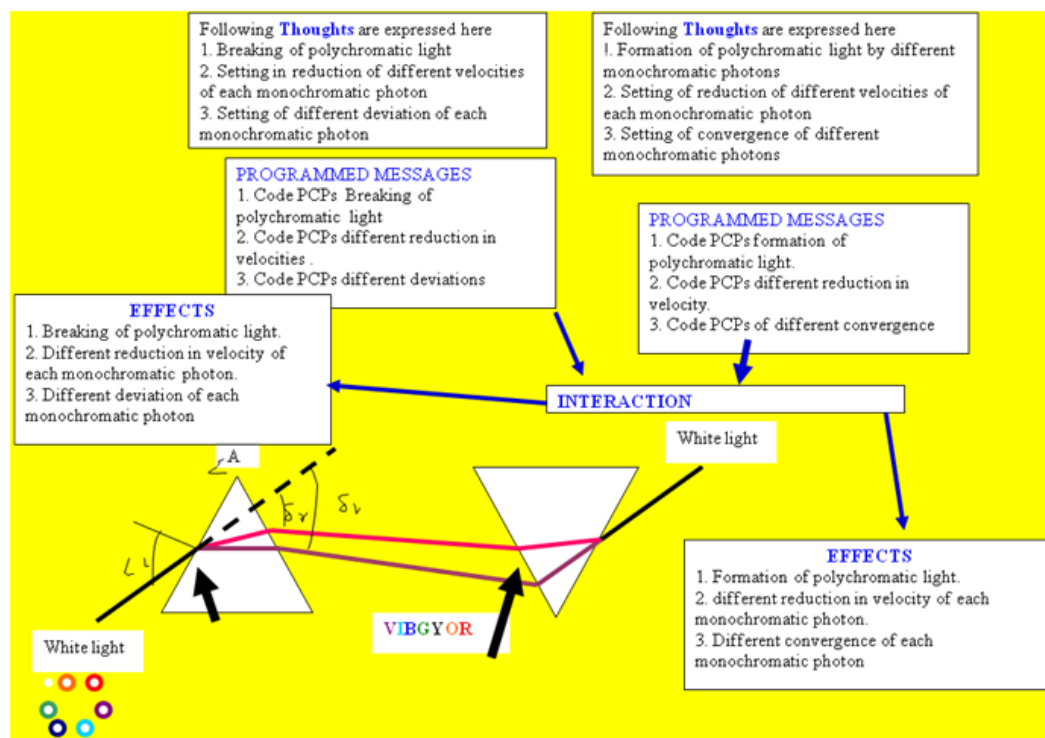 Following Thoughts are expressed here
1. Breaking of polychromatic light
2. Setting in reduction of different velocities
of each monochromatic photon
3. Setting of different deviation of each
monochromatic photon
Following Thoughts are expressed here
!. Formation of polychromatic light by different
monochromatic photons
2. Setting of reduction of different velocities of
each monochromatic photon
3. Setting of convergence of different
monochromatic photons
PROGRAMMED MESSAGES
1. Code PCPs Breaking of
polychromatic light
2. Code PCPs different reduction in
velocities .
3. Code PCPs different deviations
PROGRAMMED MESSAGES
1. Code PCPs formation of
polychromatic light.
2. Code PCPs different reduction in
velocity.
3. Code PCPs of different convergence
EFFECTS
1. Breaking of polychromatic light.
2. Different reduction in velocity of
each monochromatic photon.
3. Different deviation of each
monochromatic photon
INTERACTION
White light
∠A
δr
δv
∠i
VIBGYOR
White light
EFFECTS
1. Formation of polychromatic light.
2. different reduction in velocity of each
monochromatic photon.
3. Different convergence of each
monochromatic photon